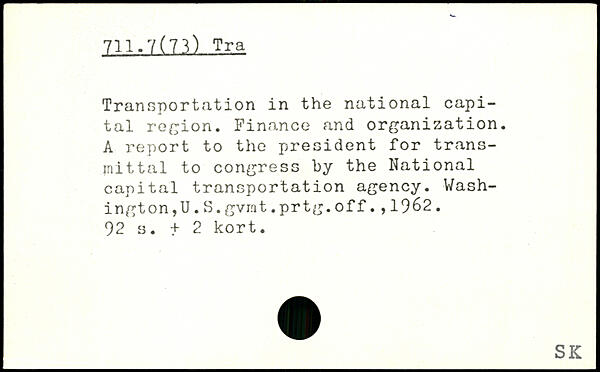 711.7(73) Tra
Transportation in the national capi-
tal region. Finance and organization.
A report to the president for trans-
mittal to congress by the National
capital transportation agency. Wash-
ington,U.S.gvmt.prtg.off.,1962.
92 s. + 2 kort.
SK